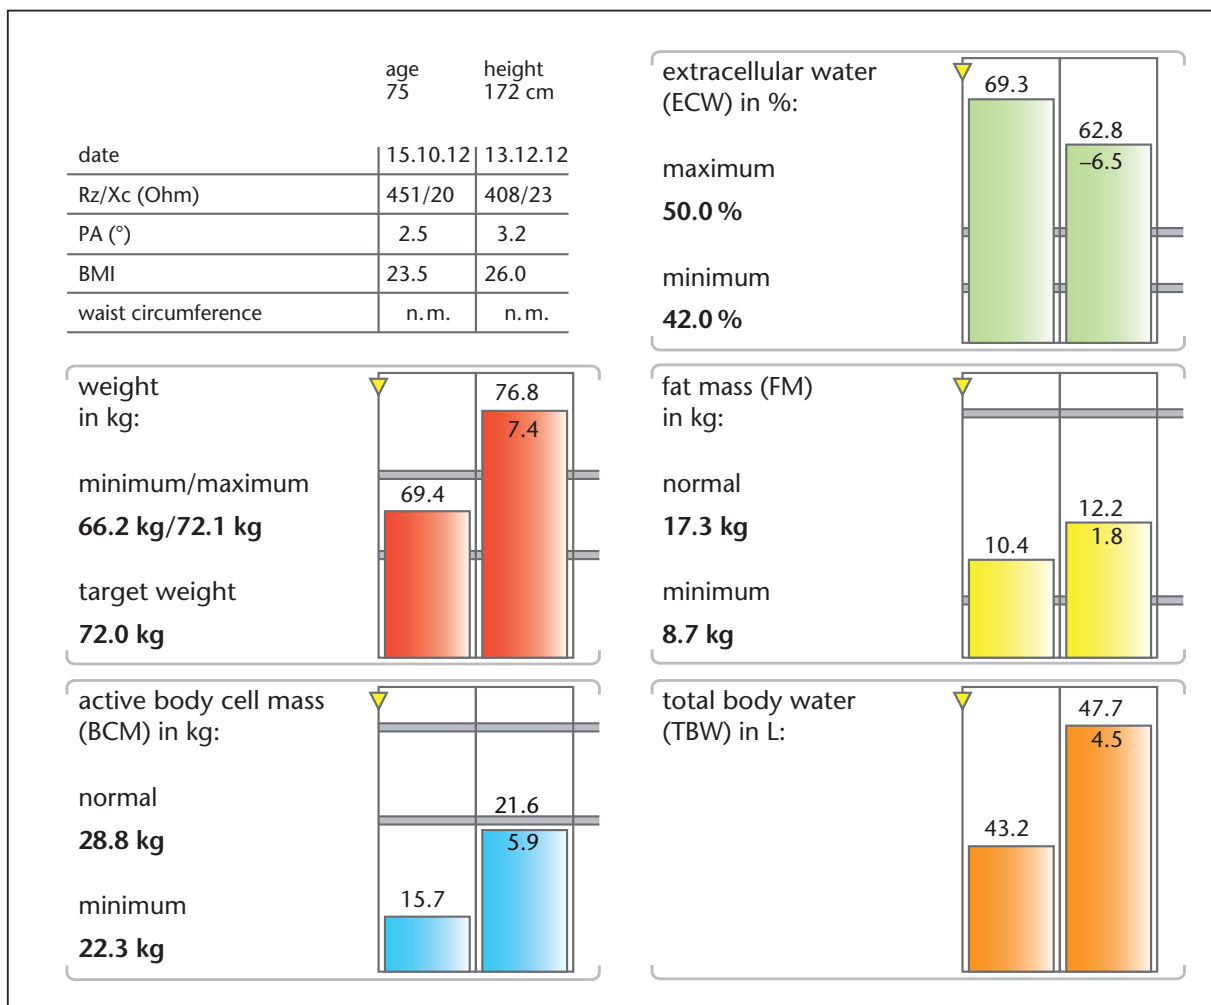 age height
75 172 cm
date 15.10.12 13.12.12
Rz/Xc (Ohm) 451/20 408/23
PA (°) 2.5 3.2
BMI 23.5 26.0
waist circumference n. m. n. m.
extracellular water
(ECW) in %:
maximum
50.0 %
minimum
42.0 %
69.3
62.8
–6.5
weight
in kg:
minimum/maximum
66.2 kg/72.1 kg
target weight
72.0 kg
69.4
76.8
7.4
fat mass (FM)
in kg:
normal
17.3 kg
minimum
8.7 kg
10.4
12.2
1.8
active body cell mass
(BCM) in kg:
normal
28.8 kg
minimum
22.3 kg
15.7
21.6
5.9
total body water
(TBW) in L:
43.2
47.7
4.5